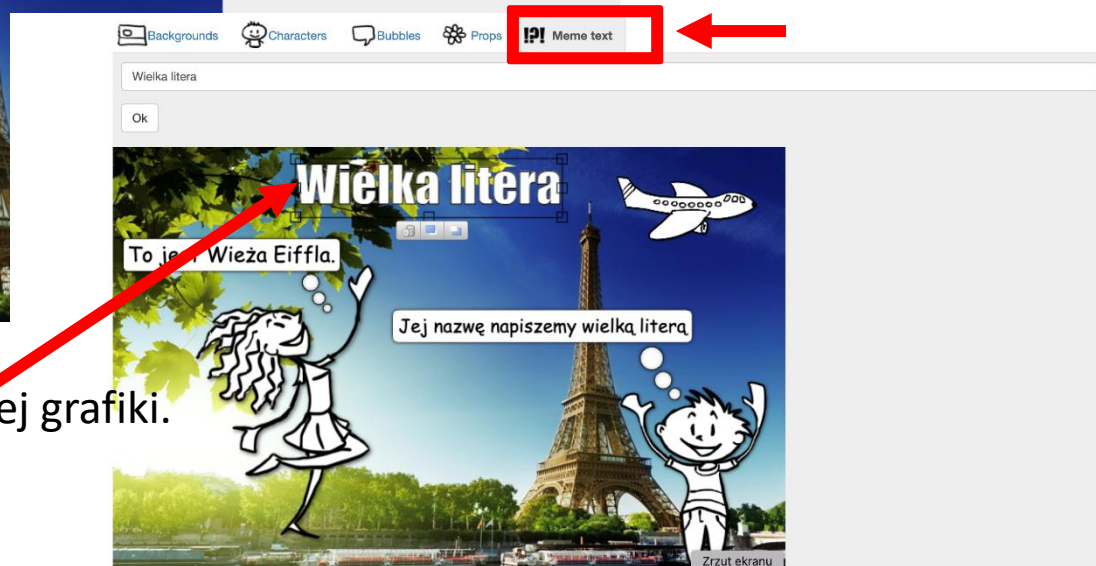 Backgrounds Characters Bubbles Props !?! Meme text
Wielka litera
Ok
Wielka litera
To jest Wieża Eiffla.
Jej nazwę napiszemy wielką literą
ej grafiki.
Zrzut ekranu